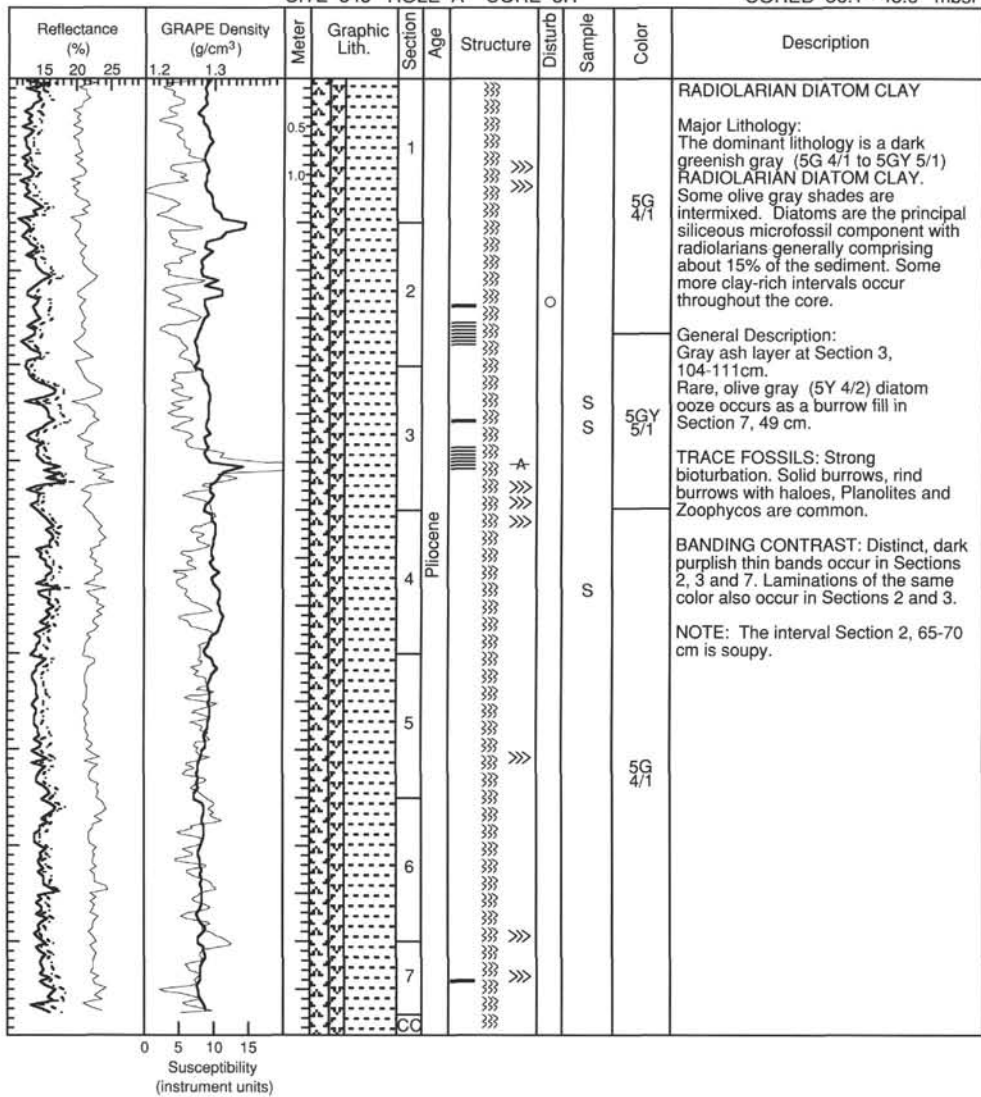 Reflectance
(%)
15 20 25
GRAPE Density
(g/cm³)
1.2 1.3
Meter
Graphic
Lith.
Section
Age
Structure
Disturb
Sample
Color
Description
0.5
1.0
1
2
3
4
5
6
7
CC
Pliocene
A
S
S
S
5G
4/1
5GY
5/1
5G
4/1
RADIOLARIAN DIATOM CLAY
Major Lithology:
The dominant lithology is a dark
greenish gray (5G 4/1 to 5GY 5/1)
RADIOLARIAN DIATOM CLAY.
Some olive gray shades are
intermixed. Diatoms are the principal
siliceous microfossil component with
radiolarians generally comprising
about 15% of the sediment. Some
more clay-rich intervals occur
throughout the core.
General Description:
Gray ash layer at Section 3,
104-111cm.
Rare, olive gray (5Y 4/2) diatom
ooze occurs as a burrow fill in
Section 7, 49 cm.
TRACE FOSSILS: Strong
bioturbation. Solid burrows, rind
burrows with haloes, Planolites and
Zoophycos are common.
BANDING CONTRAST: Distinct, dark
purplish thin bands occur in Sections
2, 3 and 7. Laminations of the same
color also occur in Sections 2 and 3.
NOTE: The interval Section 2, 65-70
cm is soupy.
0 5 10 15
Susceptibility
(instrument units)